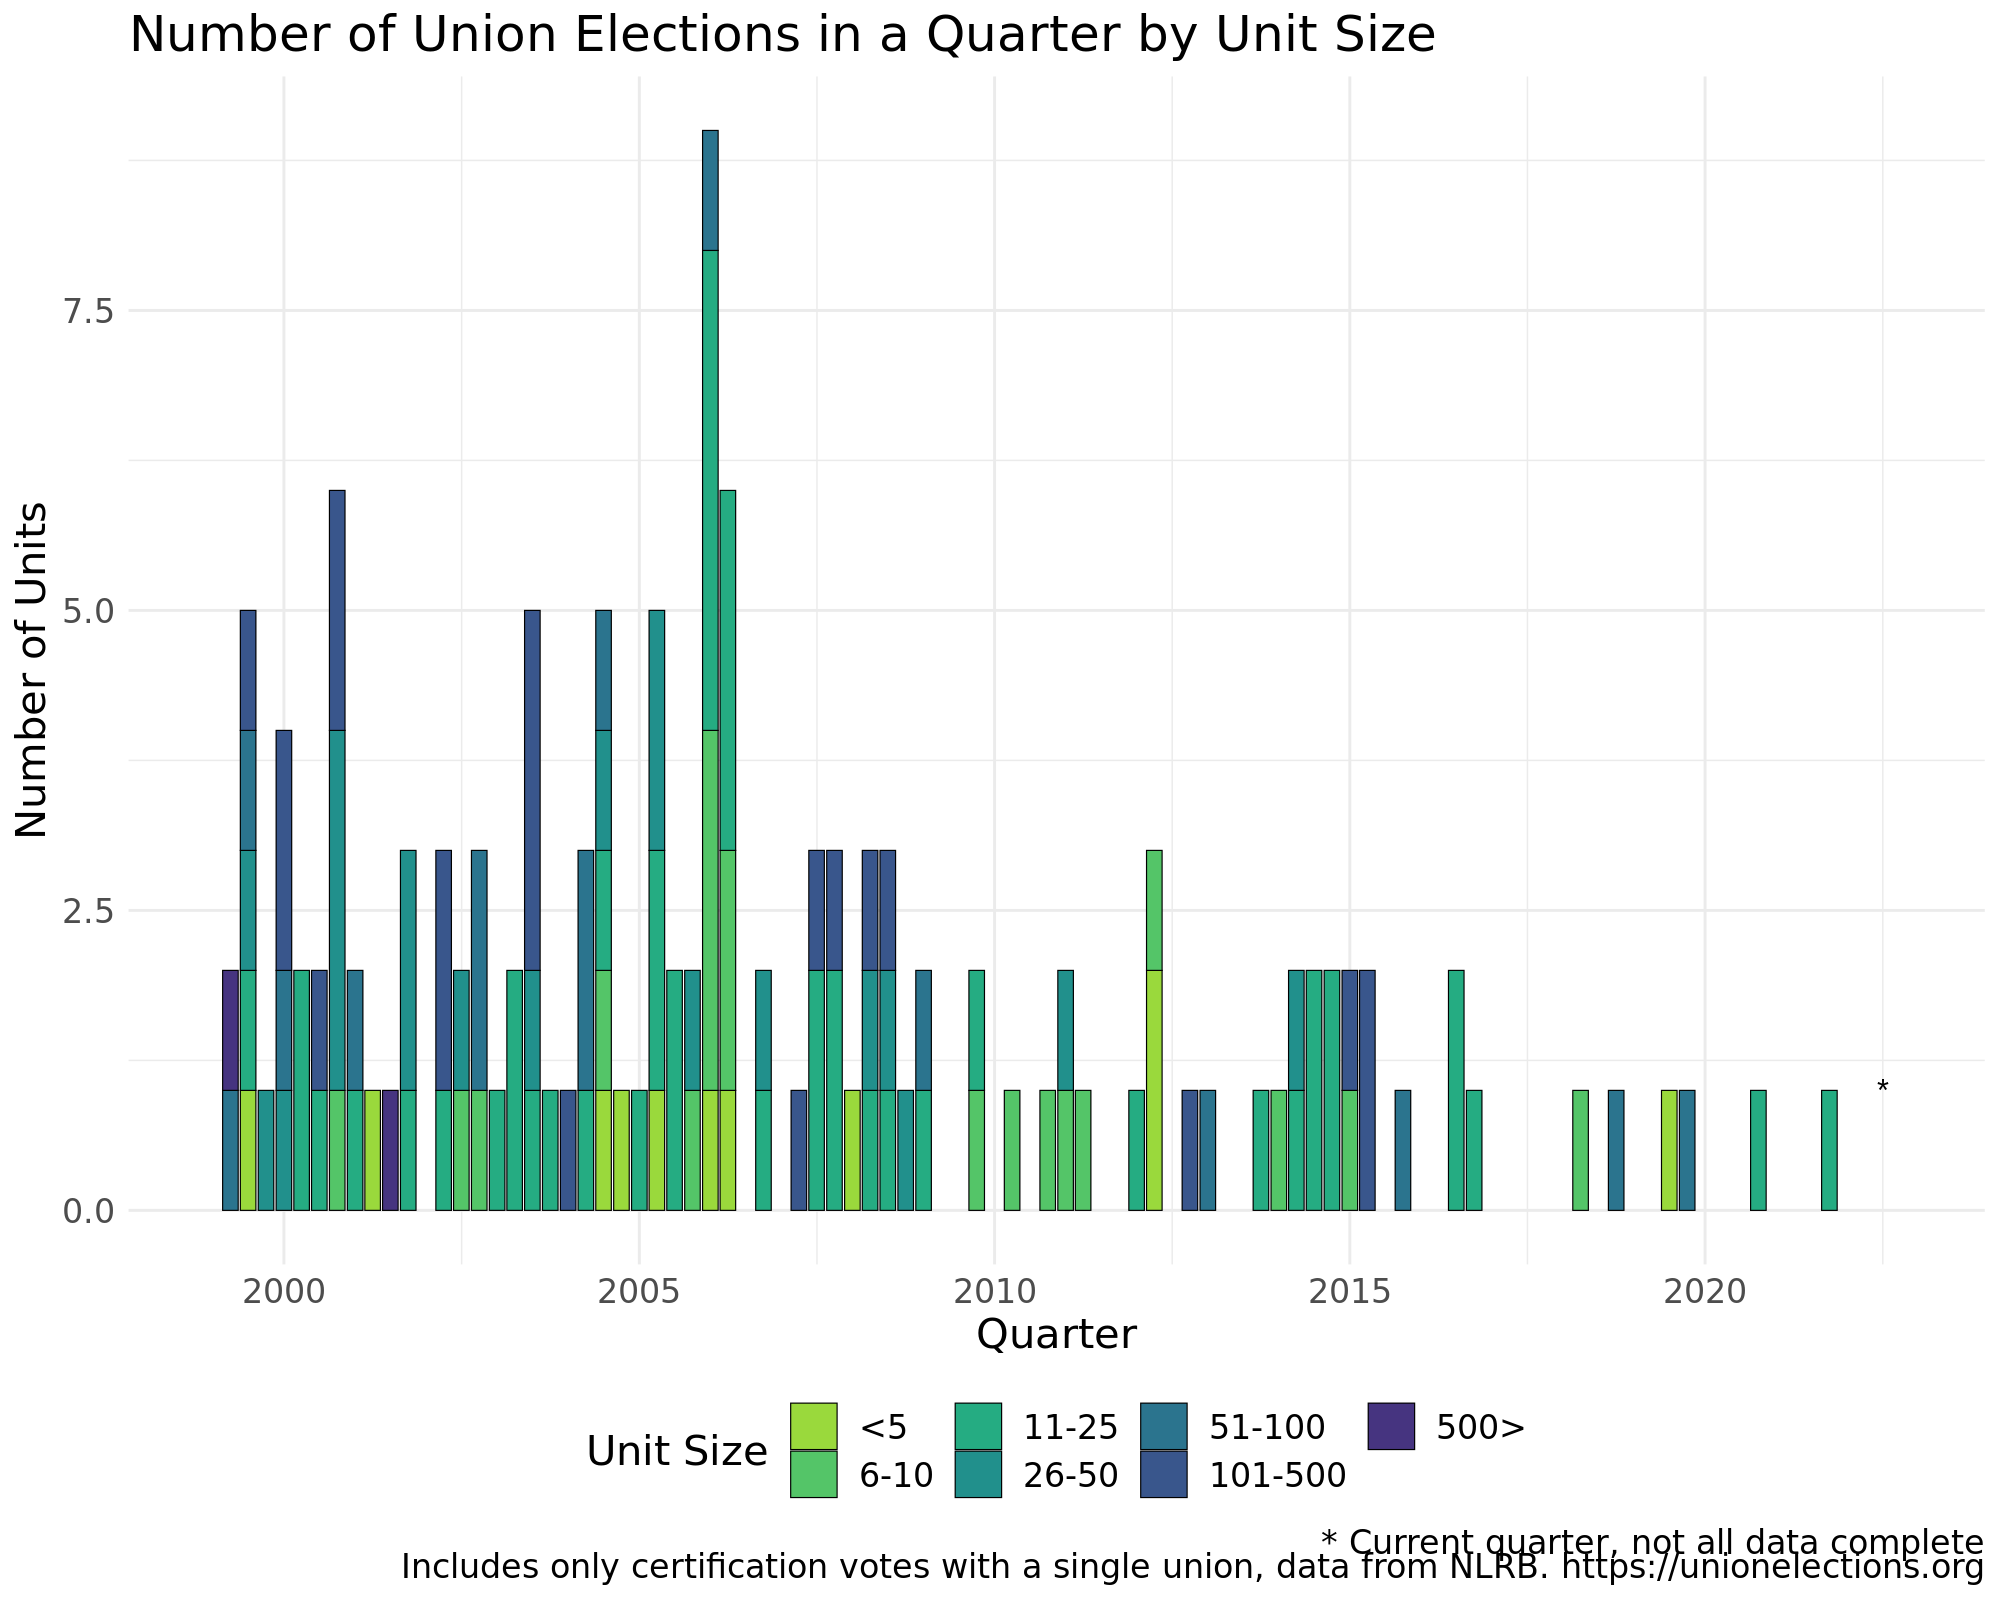 Number of Union Elections in a Quarter by Unit Size
Number of Units
7.5
5.0
2.5
0.0
*
2000 2005 2010 2015 2020
Quarter
Unit Size
<5 11-25 51-100 500>
6-10 26-50 101-500
* Current quarter, not all data complete
Includes only certification votes with a single union, data from NLRB. https://unionelections.org